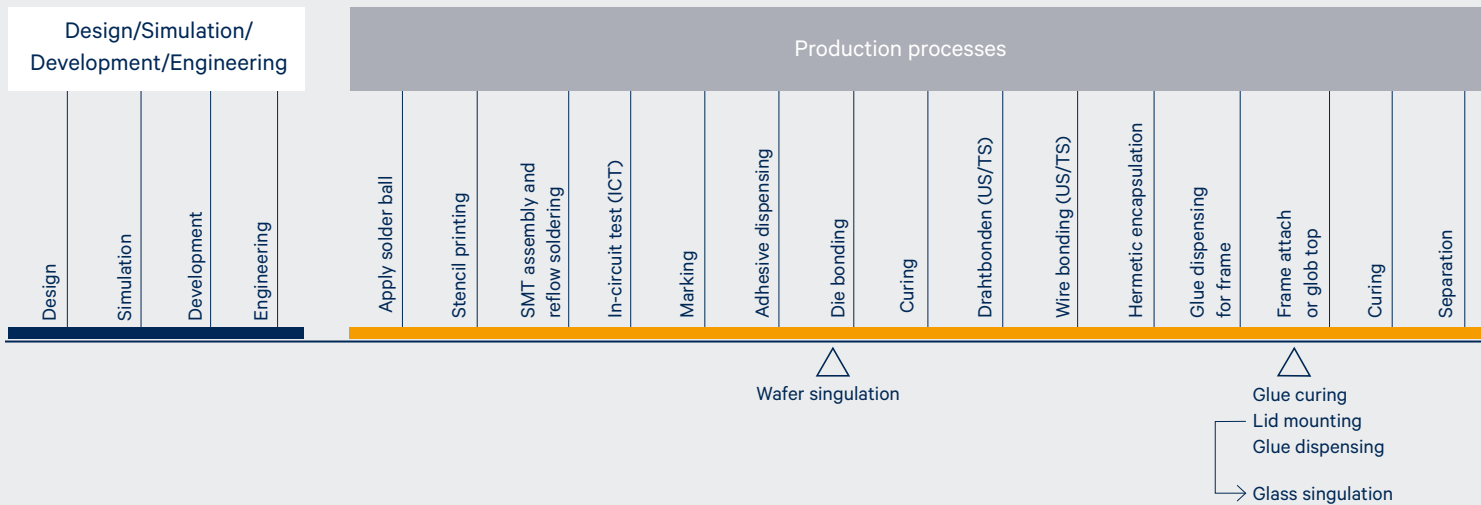 Design/Simulation/
Development/Engineering
Production processes
Design
Simulation
Development
Engineering
Apply solder ball
Stencil printing
SMT assembly and
reflow soldering
In-circuit test (ICT)
Marking
Adhesive dispensing
Die bonding
Curing
Drahtbonden (US/TS)
Wire bonding (US/TS)
Hermetic encapsulation
Glue dispensing
for frame
Frame attach
or glob top
Curing
Separation
Wafer singulation
Glue curing
Lid mounting
Glue dispensing
Glass singulation